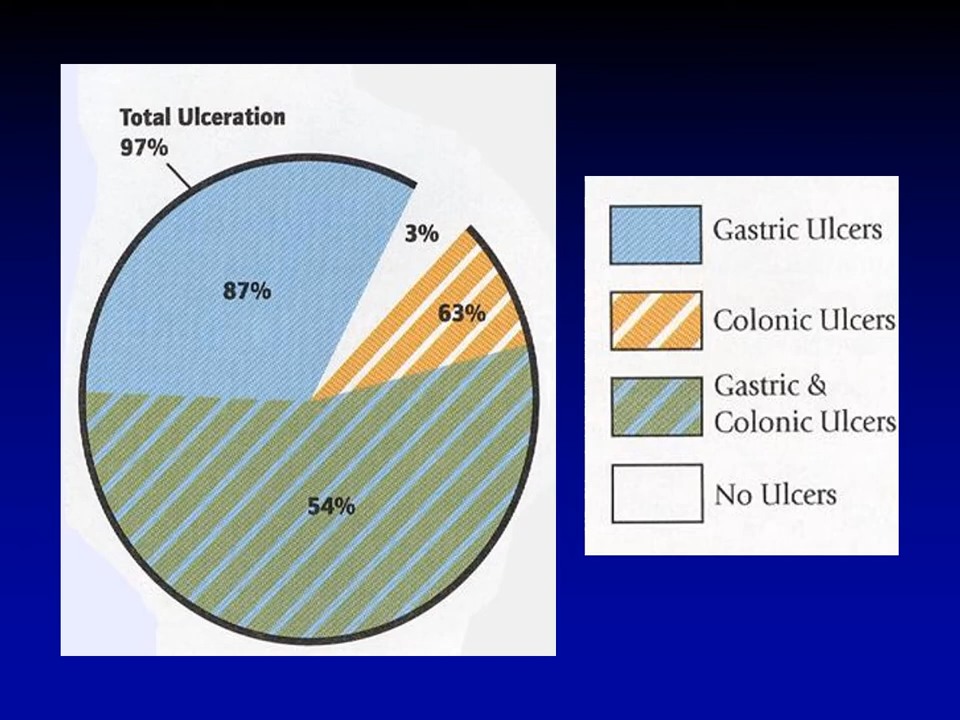 Total Ulceration
97%
3%
87%
63%
54%
Gastric Ulcers
Colonic Ulcers
Gastric &
Colonic Ulcers
No Ulcers